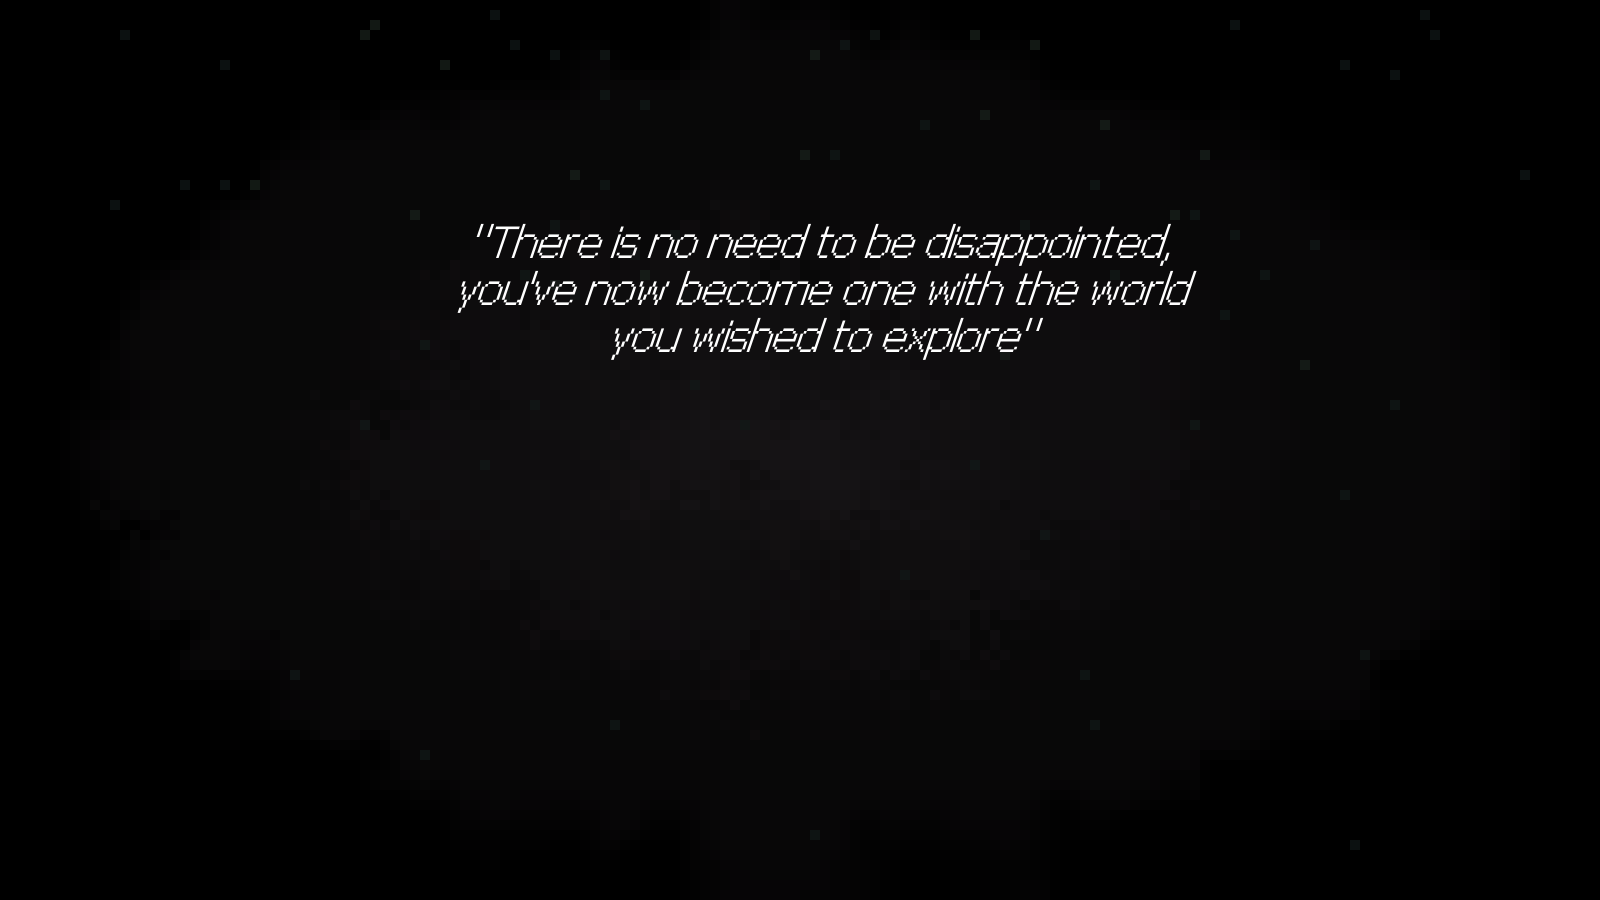 "There is no need to be disappointed,
you've now become one with the world
you wished to explore"